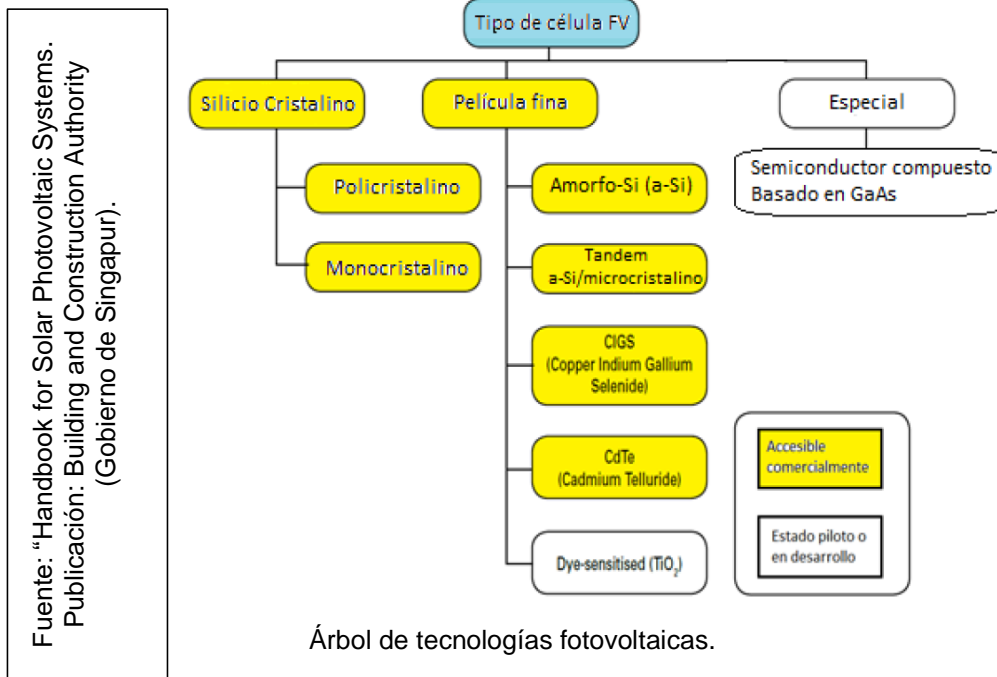 Fuente: “Handbook for Solar Photovoltaic Systems.
Publicación: Building and Construction Authority
(Gobierno de Singapur).
Tipo de célula FV
Silicio Cristalino
Película fina
Especial
Policristalino
Monocristalino
Amorfo-Si (a-Si)
Tandem
a-Si/microcristalino
CIGS
(Copper Indium Gallium
Selenide)
CdTe
(Cadmium Telluride)
Dye-sensitised (TiO₂)
Semiconductor compuesto
Basado en GaAs
Accesible
comercialmente
Estado piloto o
en desarrollo
Árbol de tecnologías fotovoltaicas.